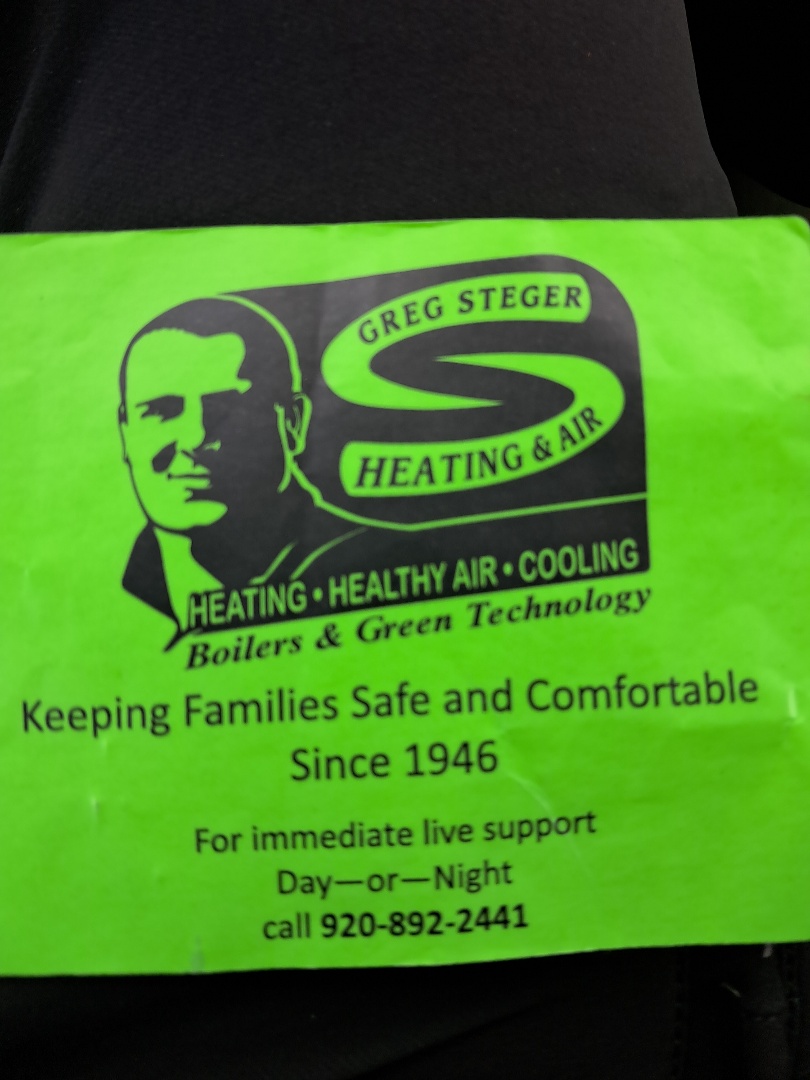 GREG STEGER
HEATING & AIR
HEATING • HEALTHY AIR • COOLING
Boilers & Green Technology
Keeping Families Safe and Comfortable
Since 1946
For immediate live support
Day—or—Night
call 920-892-2441